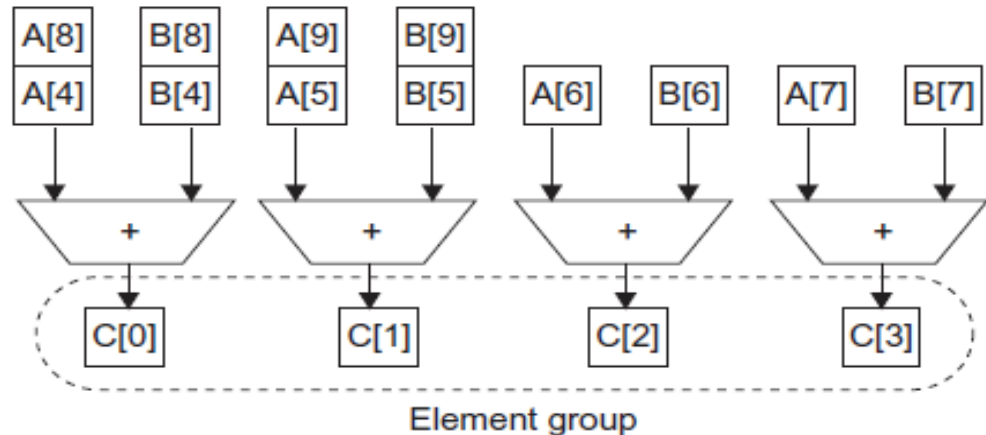 A[8] B[8] A[9] B[9]
A[4] B[4] A[5] B[5] A[6] B[6] A[7] B[7]
+ + + +
C[0] C[1] C[2] C[3]
Element group